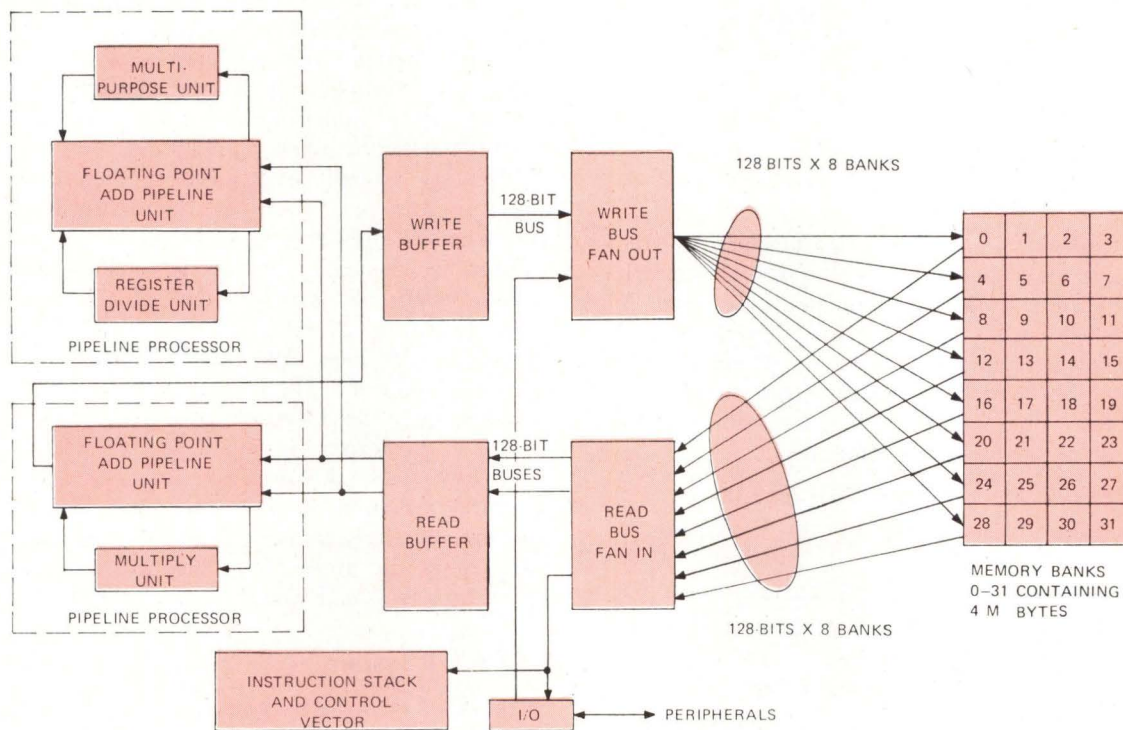 MULTI-
PURPOSE UNIT
FLOATING POINT
ADD PIPELINE
UNIT
REGISTER
DIVIDE UNIT
PIPELINE PROCESSOR
WRITE
BUFFER
128-BIT
BUS
WRITE
BUS
FAN OUT
128 BITS X 8 BANKS
0 1 2 3
4 5 6 7
8 9 10 11
12 13 14 15
16 17 18 19
20 21 22 23
24 25 26 27
28 29 30 31
MEMORY BANKS
0–31 CONTAINING
4 M BYTES
FLOATING POINT
ADD PIPELINE
UNIT
MULTIPLY
UNIT
PIPELINE PROCESSOR
READ
BUFFER
128-BIT
BUSES
READ
BUS
FAN IN
128-BITS X 8 BANKS
INSTRUCTION STACK
AND CONTROL
VECTOR
I/O
PERIPHERALS